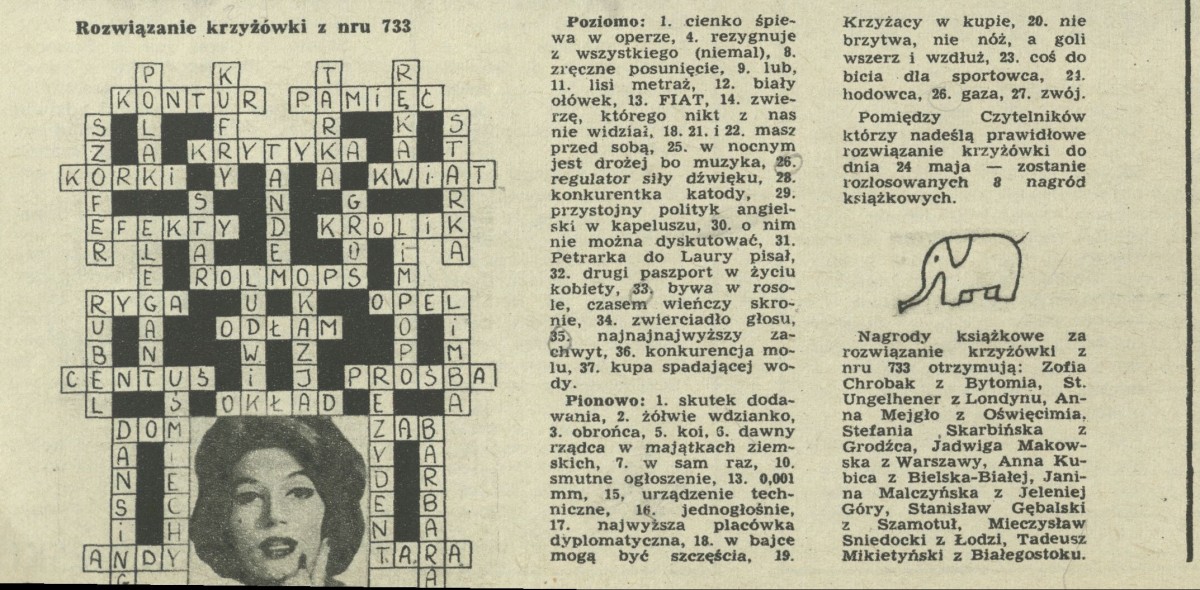 Rozwiązanie krzyżówki z nru 733
P K T R
KONTUR PAMIĘĆ
S L F R K S
Z A KRYTYKA A T
KORKI Y A A KWIAT
F S N G R
EFEKTY D KRÓLIK
R L A E O I A
E ROLMOPS M
RYGA U K OPEL
U A ODŁAM O I
B N W Z P M
CENTUŚ I J PROŚBA
L Ś OKŁAD E A
DOM ZAB
A I Y A
N E D R
S C E B
I H N A
ANDY TARA
G A
Poziomo: 1. cienko śpie-
wa w operze, 4. rezygnuje
z wszystkiego (niemal), 8.
zręczne posunięcie, 9. lub,
11. lisi metraż, 12. biały
ołówek, 13. FIAT, 14. zwie-
rzę, którego nikt z nas
nie widział, 18. 21. i 22. masz
przed sobą, 25. w nocnym
jest drożej bo muzyka, 26.
regulator siły dźwięku, 28.
konkurentka katody, 29.
przystojny polityk angiel-
ski w kapeluszu, 30. o nim
nie można dyskutować, 31.
Petrarka do Laury pisał,
32. drugi paszport w życiu
kobiety, 33. bywa w roso-
le, czasem wieńczy skro-
nie, 34. zwierciadło głosu,
35. najnajnajwyższy za-
chwyt, 36. konkurencja mo-
lu, 37. kupa spadającej wo-
dy.
Pionowo: 1. skutek doda-
wania, 2. żółwie wdzianko,
3. obrońca, 5. koi, 6. dawny
rządca w majątkach ziem-
skich, 7. w sam raz, 10.
smutne ogłoszenie, 13. 0,001
mm, 15, urządzenie tech-
niczne, 16. jednogłośnie,
17. najwyższa placówka
dyplomatyczna, 18. w bajce
mogą być szczęścia, 19.
Krzyżacy w kupie, 20. nie
brzytwa, nie nóż, a goli
wszerz i wzdłuż, 23. coś do
bicia dla sportowca, 24.
hodowca, 26. gaza, 27. zwój.
Pomiędzy Czytelników
którzy nadeślą prawidłowe
rozwiązanie krzyżówki do
dnia 24 maja — zostanie
rozlosowanych 8 nagród
książkowych.
Nagrody książkowe za
rozwiązanie krzyżówki z
nru 733 otrzymują: Zofia
Chrobak z Bytomia, St.
Ungelhener z Londynu, An-
na Mejgło z Oświęcimia,
Stefania Skarbińska z
Grodźca, Jadwiga Makow-
ska z Warszawy, Anna Ku-
bica z Bielska-Białej, Jani-
na Malczyńska z Jeleniej
Góry, Stanisław Gębalski
z Szamotuł, Mieczysław
Sniedocki z Łodzi, Tadeusz
Mikietyński z Białegostoku.